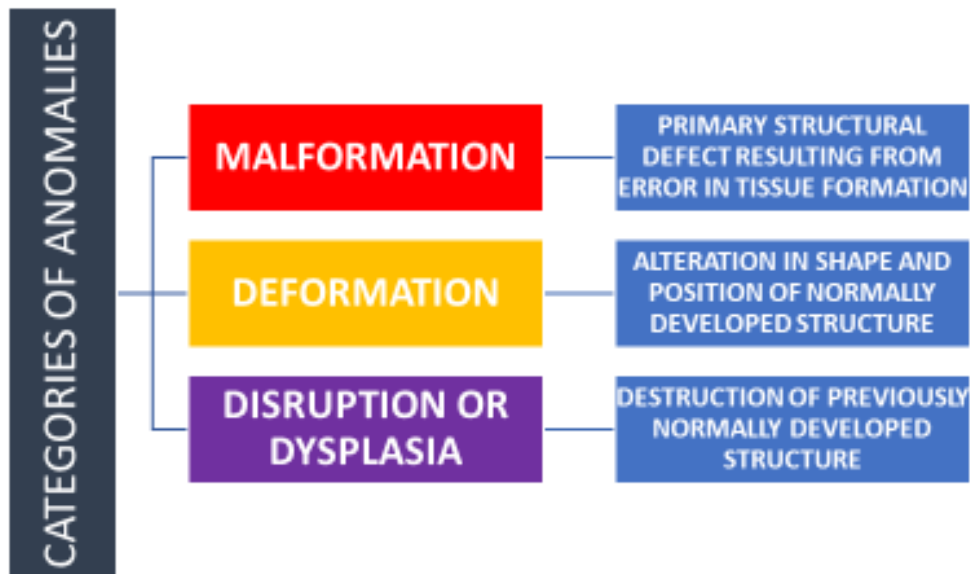 CATEGORIES OF ANOMALIES
MALFORMATION
PRIMARY STRUCTURAL
DEFECT RESULTING FROM
ERROR IN TISSUE FORMATION
DEFORMATION
ALTERATION IN SHAPE AND
POSITION OF NORMALLY
DEVELOPED STRUCTURE
DISRUPTION OR
DYSPLASIA
DESTRUCTION OF PREVIOUSLY
NORMALLY DEVELOPED
STRUCTURE